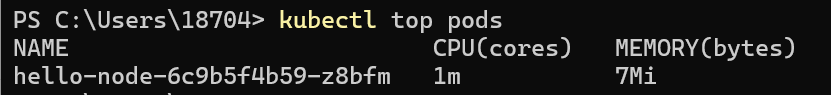 PS C:\Users\18704> kubectl top pods
NAME CPU(cores) MEMORY(bytes)
hello-node-6c9b5f4b59-z8bfm 1m 7Mi